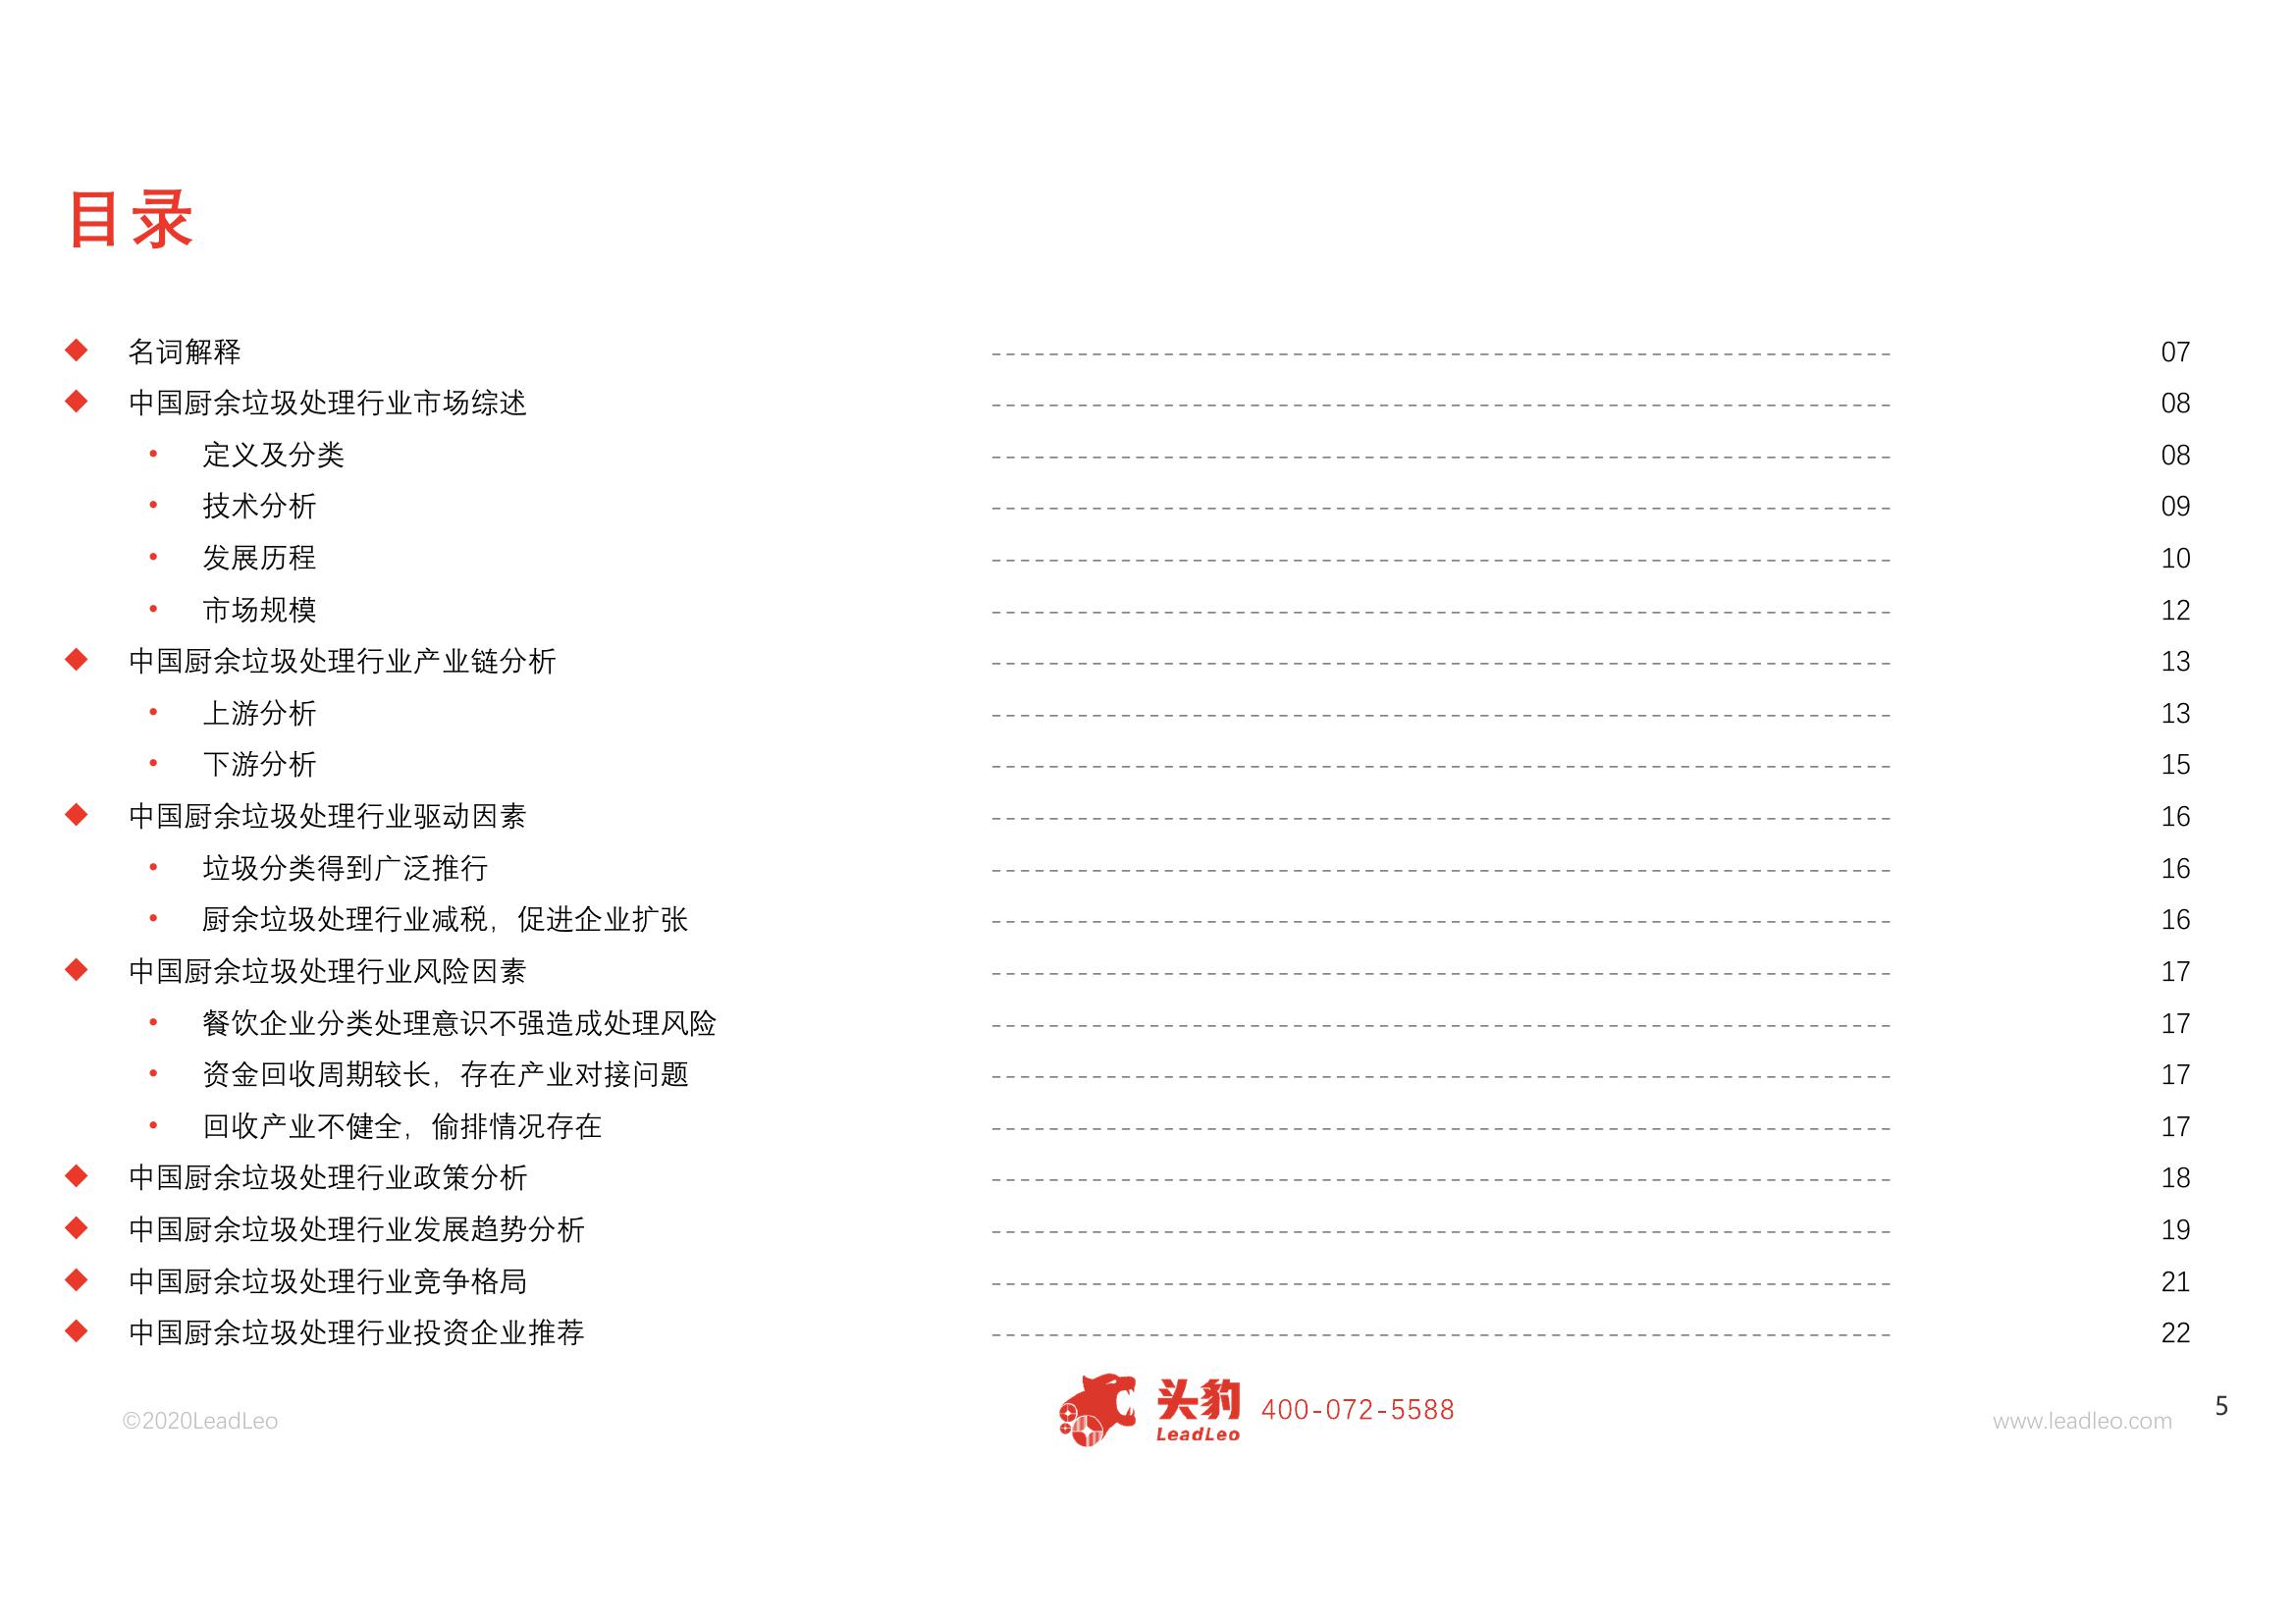 目录
名词解释 07
中国厨余垃圾处理行业市场综述 08
• 定义及分类 08
• 技术分析 09
• 发展历程 10
• 市场规模 12
中国厨余垃圾处理行业产业链分析 13
• 上游分析 13
• 下游分析 15
中国厨余垃圾处理行业驱动因素 16
• 垃圾分类得到广泛推行 16
• 厨余垃圾处理行业减税，促进企业扩张 16
中国厨余垃圾处理行业风险因素 17
• 餐饮企业分类处理意识不强造成处理风险 17
• 资金回收周期较长，存在产业对接问题 17
• 回收产业不健全，偷排情况存在 17
中国厨余垃圾处理行业政策分析 18
中国厨余垃圾处理行业发展趋势分析 19
中国厨余垃圾处理行业竞争格局 21
中国厨余垃圾处理行业投资企业推荐 22
©2020LeadLeo
头豹
LeadLeo
400-072-5588
www.leadleo.com
5